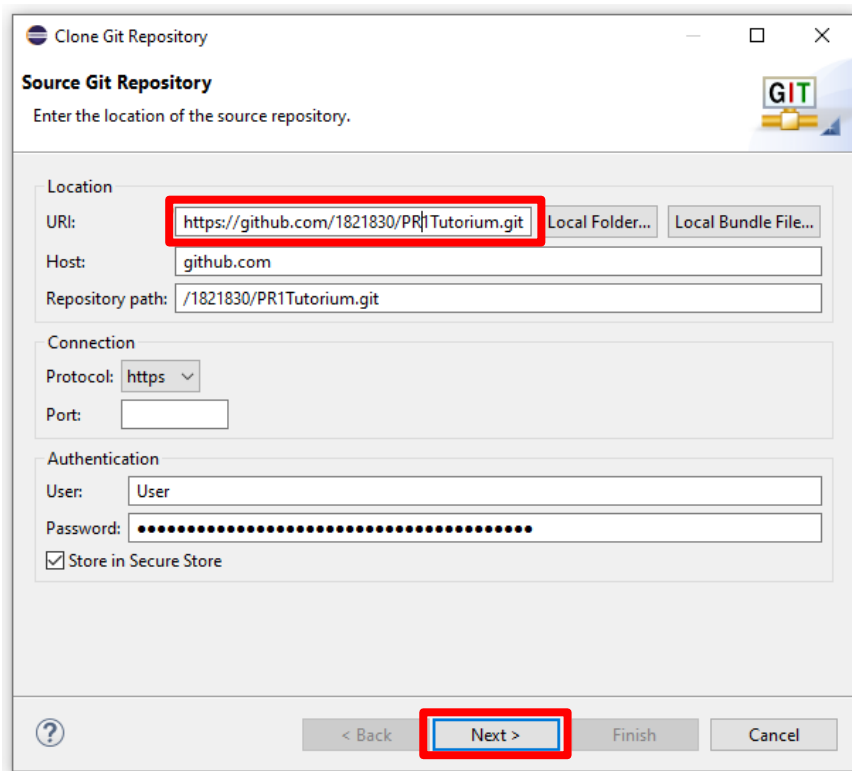 Clone Git Repository
Source Git Repository
Enter the location of the source repository.
GIT
Location
URI: https://github.com/1821830/PR1Tutorium.git Local Folder... Local Bundle File...
Host: github.com
Repository path: /1821830/PR1Tutorium.git
Connection
Protocol: https
Port:
Authentication
User: User
Password: ●●●●●●●●●●●●●●●●●●●●●●●●●●●●●●●●●●●●●●●●
Store in Secure Store
? < Back Next > Finish Cancel